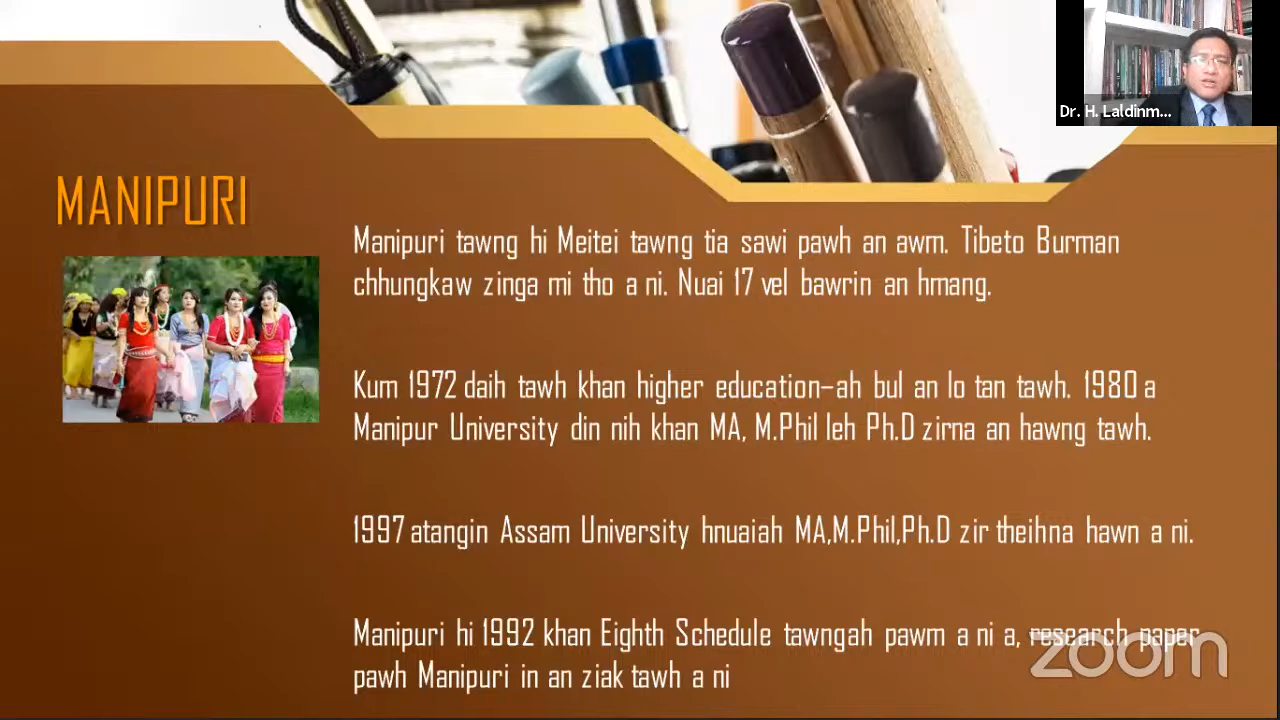 Dr. H. Laldinm...
MANIPURI
Manipuri tawng hi Meitei tawng tia sawi pawh an awm. Tibeto Burman
chhungkaw zinga mi tho a ni. Nuai 17 vel bawrin an hmang.
Kum 1972 daih tawh khan higher education–ah bul an lo tan tawh. 1980 a
Manipur University din nih khan MA, M.Phil leh Ph.D zirna an hawng tawh.
1997 atangin Assam University hnuaiah MA,M.Phil,Ph.D zir theihna hawn a ni.
Manipuri hi 1992 khan Eighth Schedule tawngah pawm a ni a, research paper
pawh Manipuri in an ziak tawh a ni
zoom